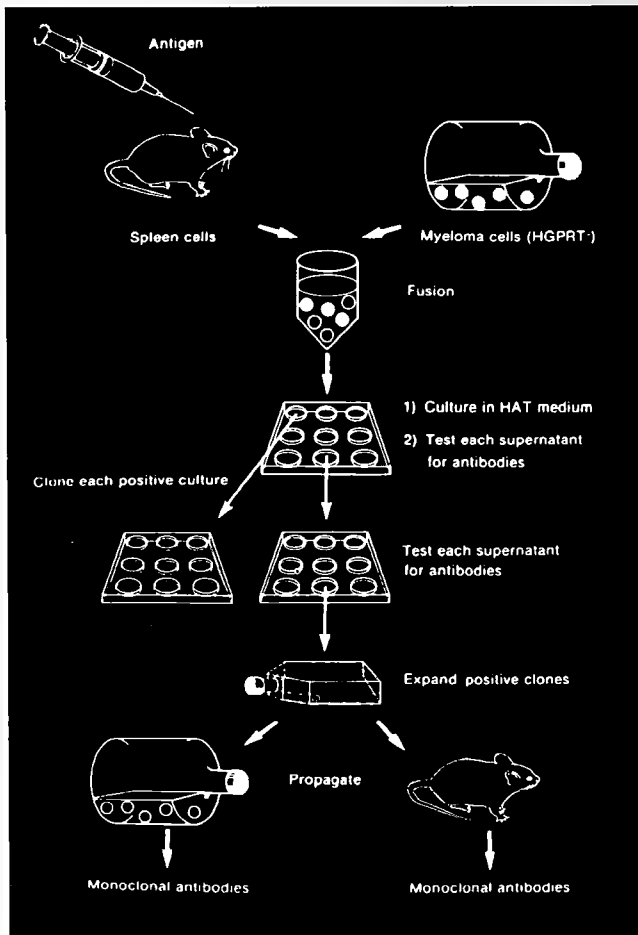 Antigen
Spleen cells
Myeloma cells (HGPRT⁻)
Fusion
1) Culture in HAT medium
2) Test each supernatant
for antibodies
Clone each positive culture
Test each supernatant
for antibodies
Expand positive clones
Propagate
Monoclonal antibodies
Monoclonal antibodies